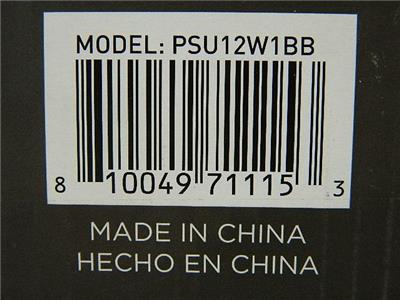 MODEL: PSU12W1BB
8 10049 71115 3
MADE IN CHINA
HECHO EN CHINA